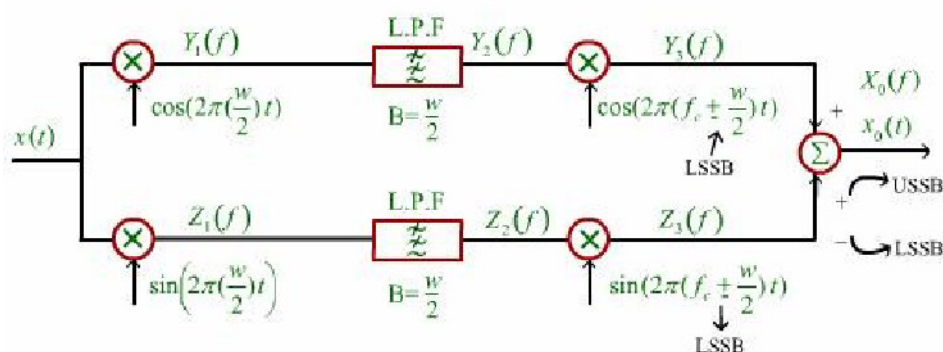 L.P.F
Y₁(f) Y₂(f) Y₃(f)
X₀(f)
cos(2π(w/2)t) B=w/2 cos(2π(f_c ± w/2)t) +
x(t) x₀(t)
LSSB Σ
USSB
L.P.F +
Z₁(f) Z₂(f) Z₃(f)
− LSSB
sin(2π(w/2)t) B=w/2 sin(2π(f_c ± w/2)t)
LSSB